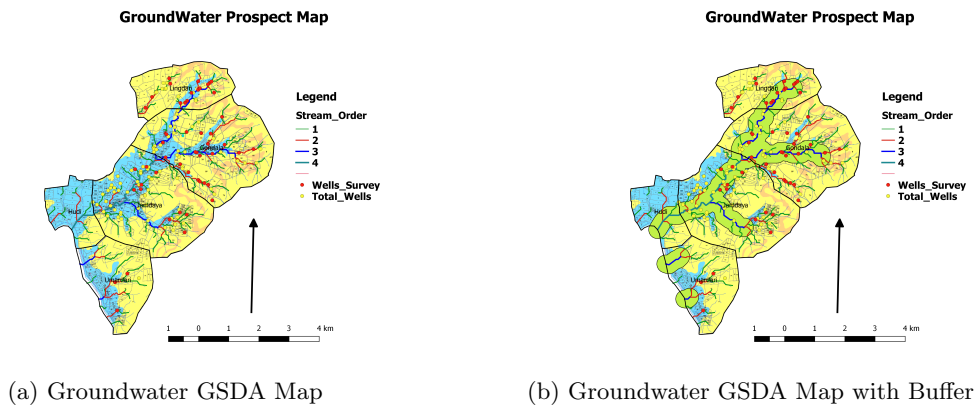 GroundWater Prospect Map
Lingdari
Gondala
Hudi
Legend
Stream_Order
1
2
3
4
Wells_Survey
Total_Wells
1 0 1 2 3 4 km
(a) Groundwater GSDA Map
GroundWater Prospect Map
Lingdari
Gondala
Hudi
Legend
Stream_Order
1
2
3
4
Wells_Survey
Total_Wells
1 0 1 2 3 4 km
(b) Groundwater GSDA Map with Buffer